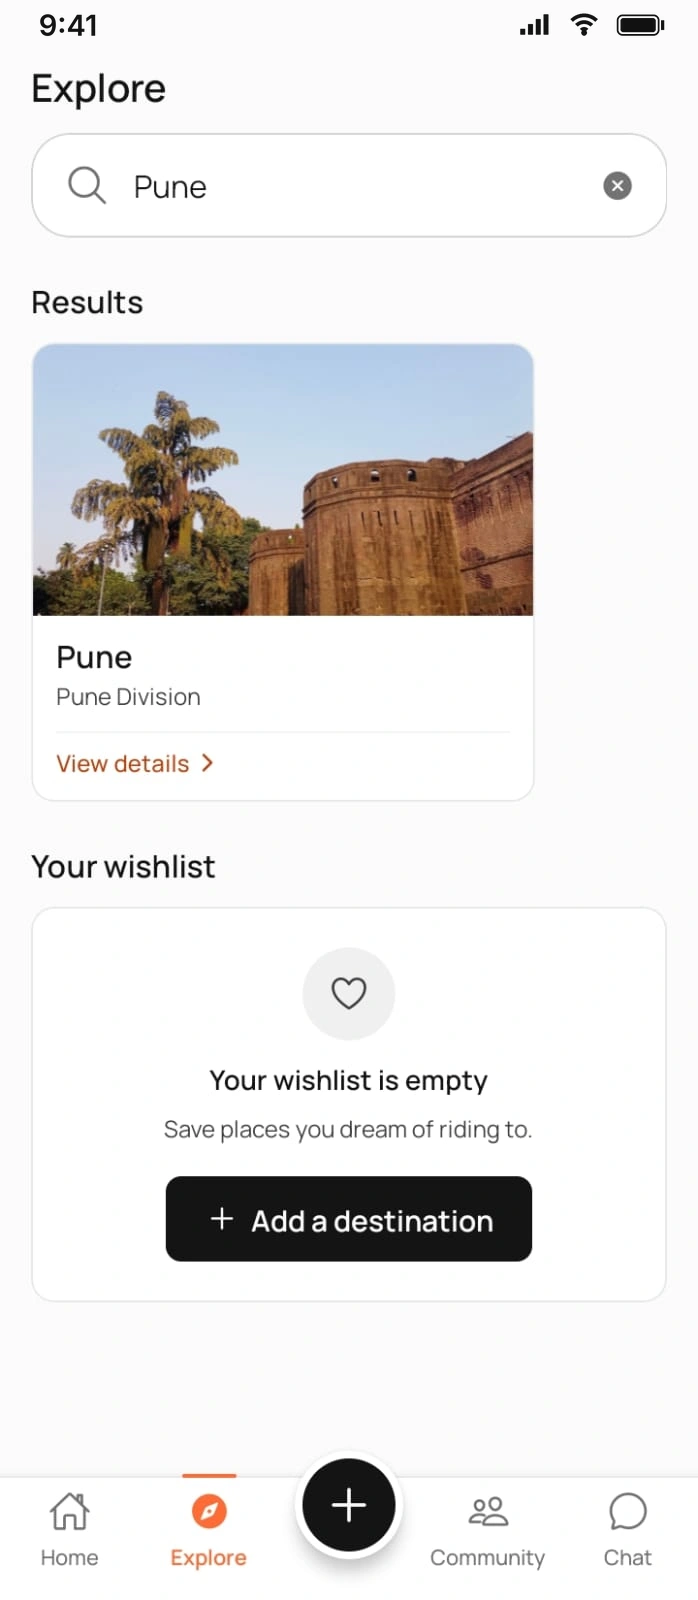 9:41
Explore
Pune
Results
Pune
Pune Division
View details
Your wishlist
Your wishlist is empty
Save places you dream of riding to.
Add a destination
Home
Explore
Community
Chat